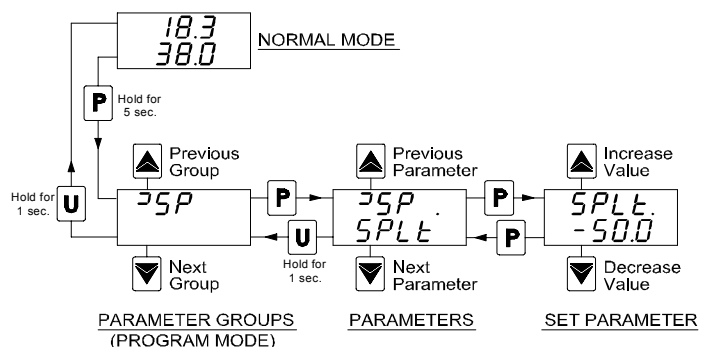 18.3
38.0
NORMAL MODE
P
Hold for
5 sec.
Hold for
1 sec.
U
Previous
Group
Previous
Parameter
Increase
Value
SP
P
SP .
SPLt
P
SPLt.
-50.0
U
Hold for
1 sec.
P
Next
Group
Next
Parameter
Decrease
Value
PARAMETER GROUPS
(PROGRAM MODE)
PARAMETERS
SET PARAMETER